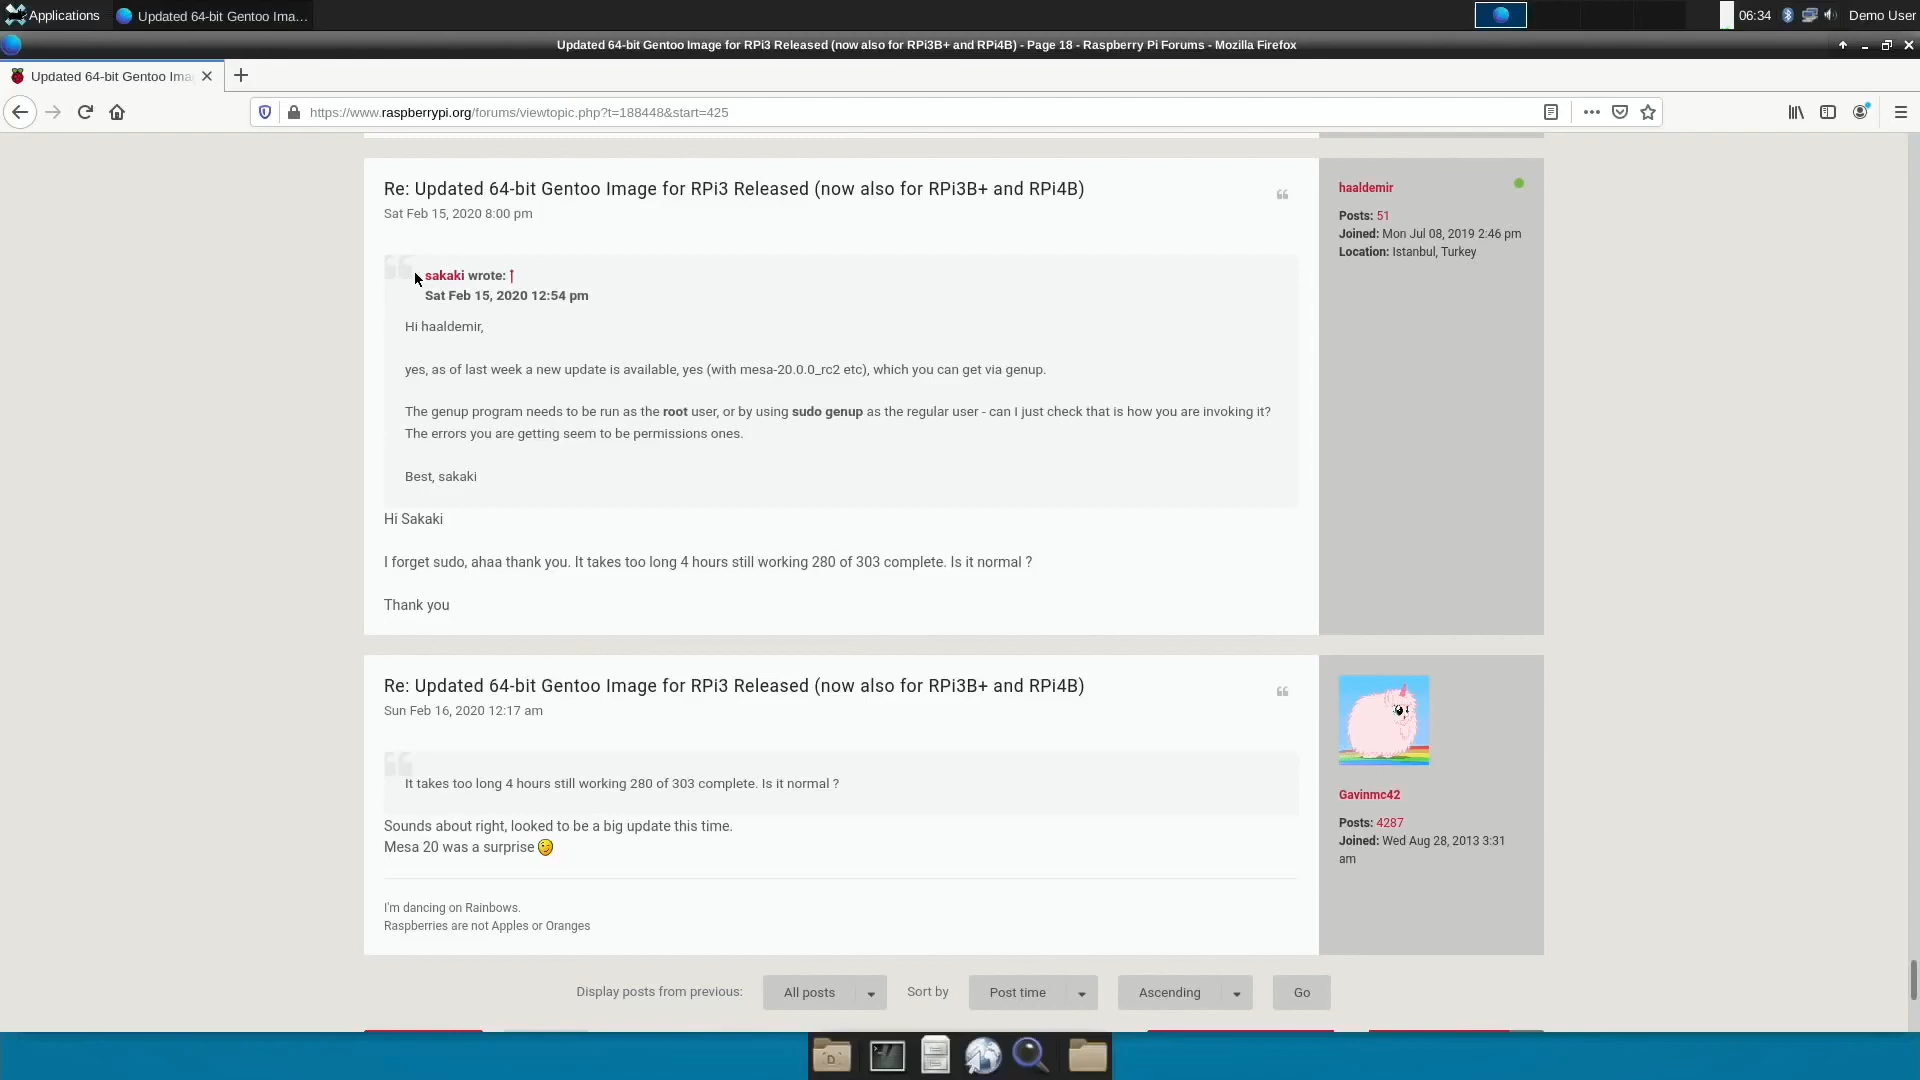 Applications
Updated 64-bit Gentoo Ima...
06:34
Demo User
Updated 64-bit Gentoo Image for RPi3 Released (now also for RPi3B+ and RPi4B) - Page 18 - Raspberry Pi Forums - Mozilla Firefox
Updated 64-bit Gentoo Ima
https://www.raspberrypi.org/forums/viewtopic.php?t=188448&start=425
Re: Updated 64-bit Gentoo Image for RPi3 Released (now also for RPi3B+ and RPi4B)
Sat Feb 15, 2020 8:00 pm
haaldemir
Posts: 51
Joined: Mon Jul 08, 2019 2:46 pm
Location: Istanbul, Turkey
sakaki wrote: ↑
Sat Feb 15, 2020 12:54 pm
Hi haaldemir,
yes, as of last week a new update is available, yes (with mesa-20.0.0_rc2 etc), which you can get via genup.
The genup program needs to be run as the root user, or by using sudo genup as the regular user - can I just check that is how you are invoking it?
The errors you are getting seem to be permissions ones.
Best, sakaki
Hi Sakaki
I forget sudo, ahaa thank you. It takes too long 4 hours still working 280 of 303 complete. Is it normal ?
Thank you
Re: Updated 64-bit Gentoo Image for RPi3 Released (now also for RPi3B+ and RPi4B)
Sun Feb 16, 2020 12:17 am
Gavinmc42
Posts: 4287
Joined: Wed Aug 28, 2013 3:31
am
It takes too long 4 hours still working 280 of 303 complete. Is it normal ?
Sounds about right, looked to be a big update this time.
Mesa 20 was a surprise
I'm dancing on Rainbows.
Raspberries are not Apples or Oranges
Display posts from previous: All posts Sort by Post time Ascending Go